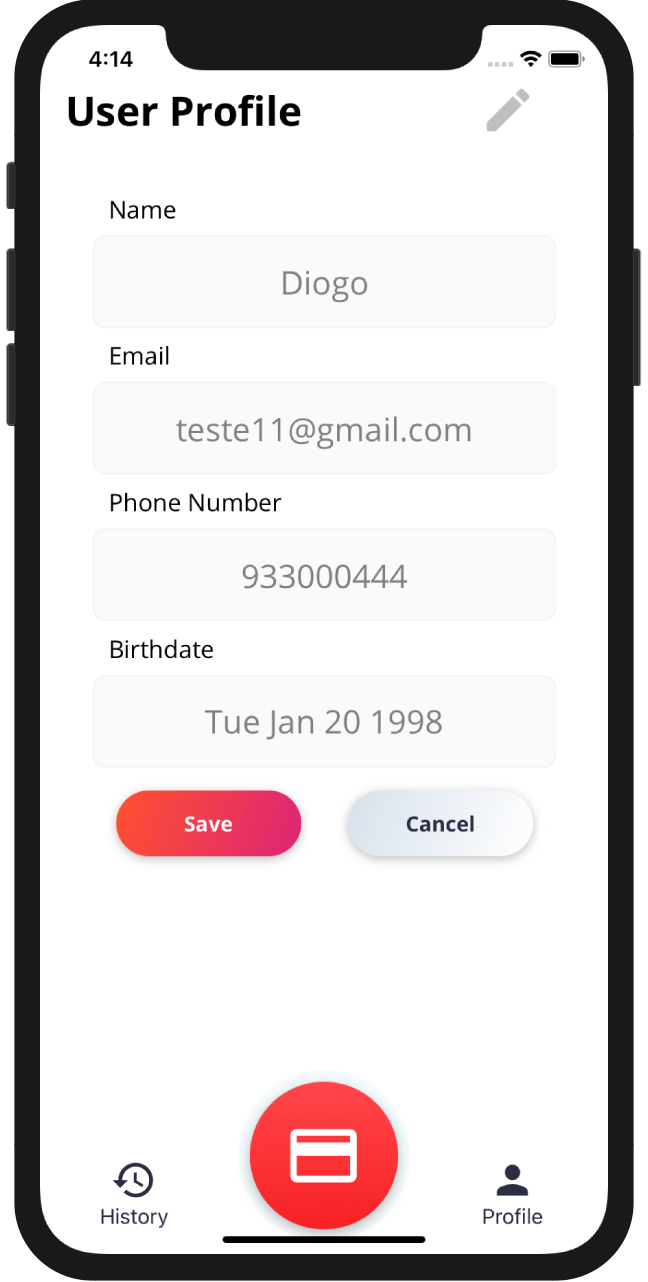 4:14
User Profile
Name
Diogo
Email
teste11@gmail.com
Phone Number
933000444
Birthdate
Tue Jan 20 1998
Save Cancel
History Profile